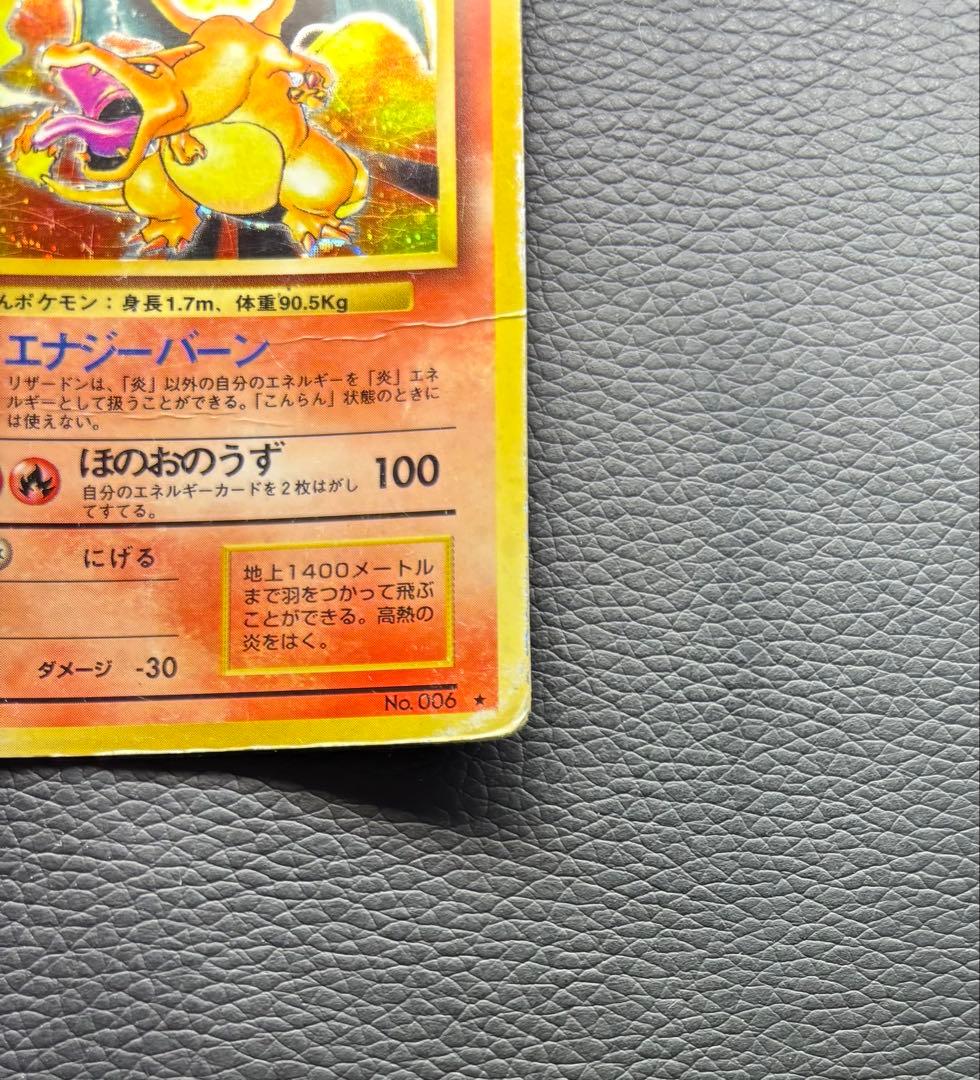 んポケモン：身長1.7m、体重90.5Kg
エナジーバーン
リザードンは、「炎」以外の自分のエネルギーを「炎」エネ
ルギーとして扱うことができる。「こんらん」状態のときに
は使えない。
ほのおのうず 100
自分のエネルギーカードを2枚はがし
てすてる。
にげる
地上1400メートル
まで羽をつかって飛ぶ
ことができる。高熱の
炎をはく。
ダメージ -30
No. 006 ★